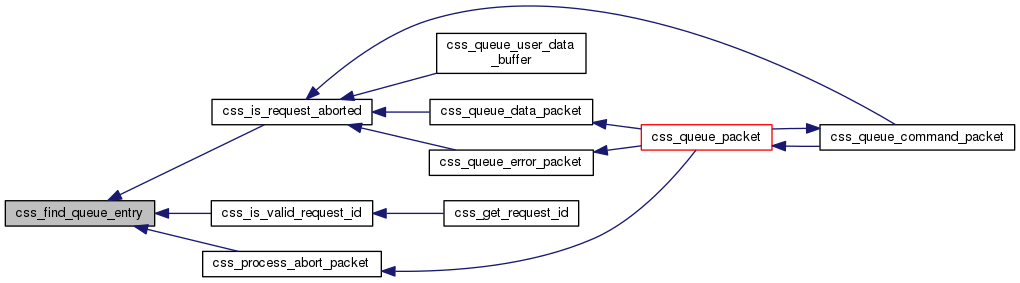 css_queue_user_data
_buffer
css_is_request_aborted
css_queue_data_packet
css_queue_packet
css_queue_command_packet
css_queue_error_packet
css_find_queue_entry
css_is_valid_request_id
css_get_request_id
css_process_abort_packet